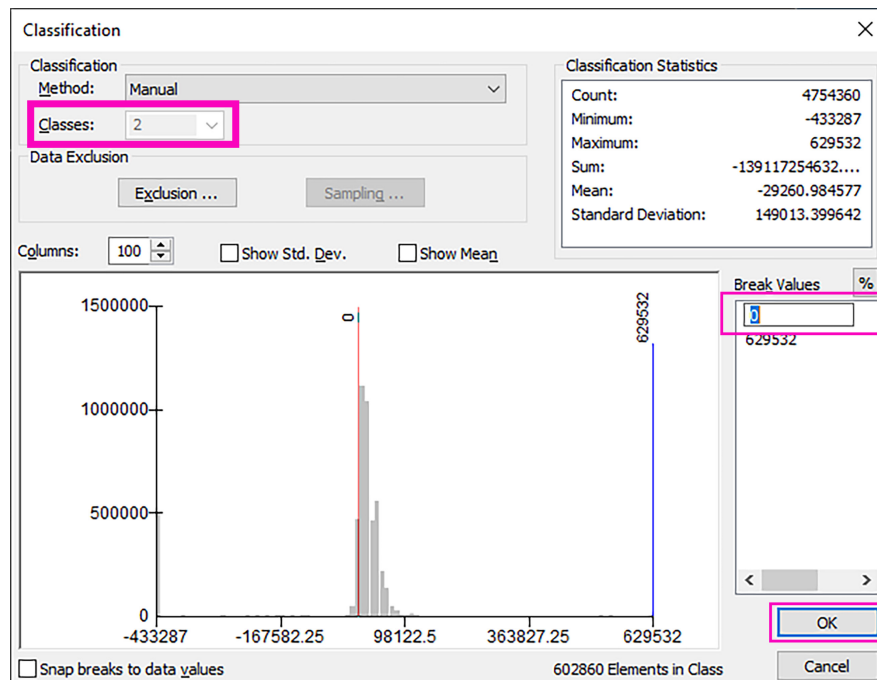 Classification
Classification
Method: Manual
Classes: 2
Data Exclusion
Exclusion ...
Sampling ...
Classification Statistics
Count: 4754360
Minimum: -433287
Maximum: 629532
Sum: -139117254632....
Mean: -29260.984577
Standard Deviation: 149013.399642
Columns: 100
Show Std. Dev.
Show Mean
Break Values
%
0
629532
1500000
1000000
500000
0
0
629532
-433287
-167582.25
98122.5
363827.25
629532
OK
Snap breaks to data values
602860 Elements in Class
Cancel